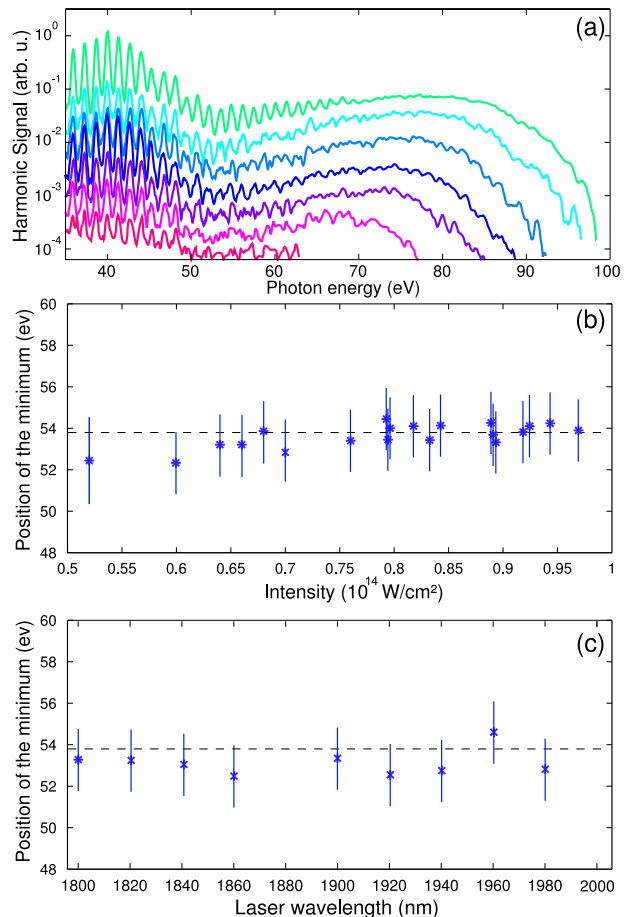 (a)
Harmonic Signal (arb. u.)
10^0
10^-1
10^-2
10^-3
10^-4
40 50 60 70 80 90 100
Photon energy (eV)
(b)
Position of the minimum (ev)
60
58
56
54
52
50
48
0.5 0.55 0.6 0.65 0.7 0.75 0.8 0.85 0.9 0.95 1
Intensity (10^14 W/cm²)
(c)
Position of the minimum (ev)
60
58
56
54
52
50
48
1800 1820 1840 1860 1880 1900 1920 1940 1960 1980 2000
Laser wavelength (nm)